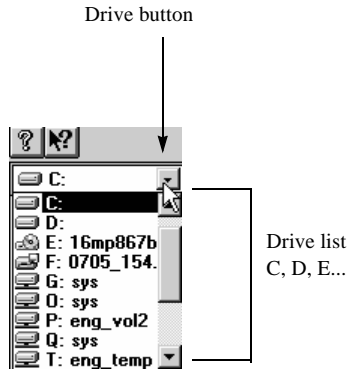 Drive button
C:
C:
D:
E: 16mp867b
F: 0705_154.
G: sys
O: sys
P: eng_vol2
Q: sys
T: eng_temp
Drive list
C, D, E...